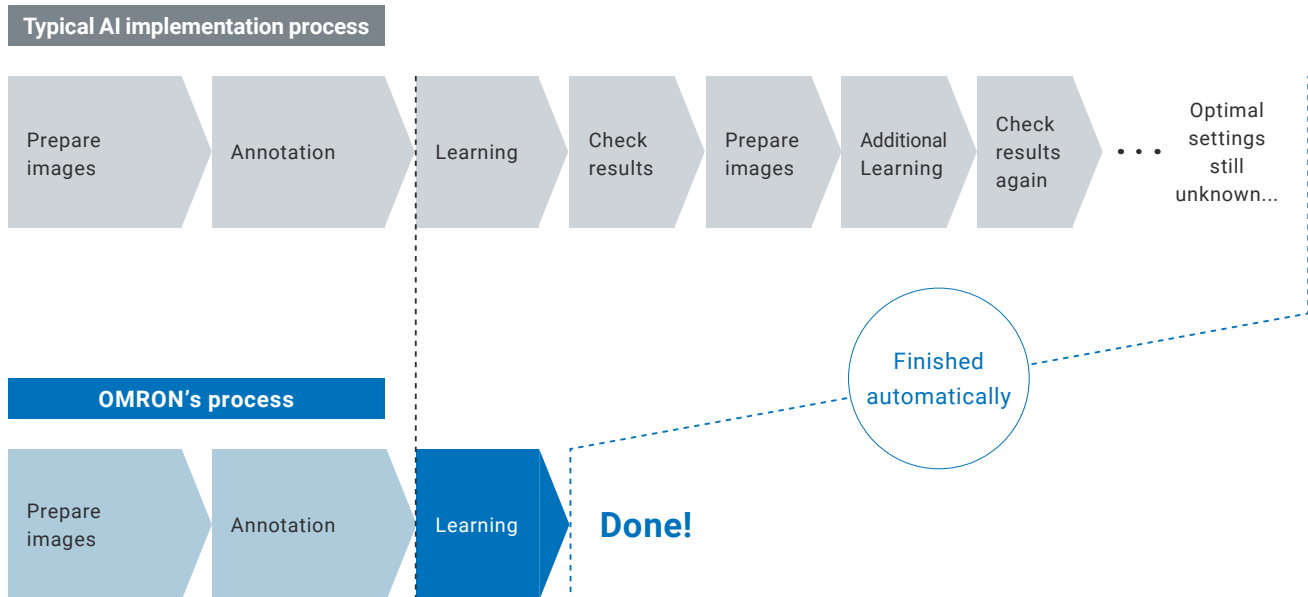 Typical AI implementation process
Prepare
images
Annotation
Learning
Check
results
Prepare
images
Additional
Learning
Check
results
again
• • •
Optimal
settings
still
unknown...
Finished
automatically
OMRON’s process
Prepare
images
Annotation
Learning
Done!